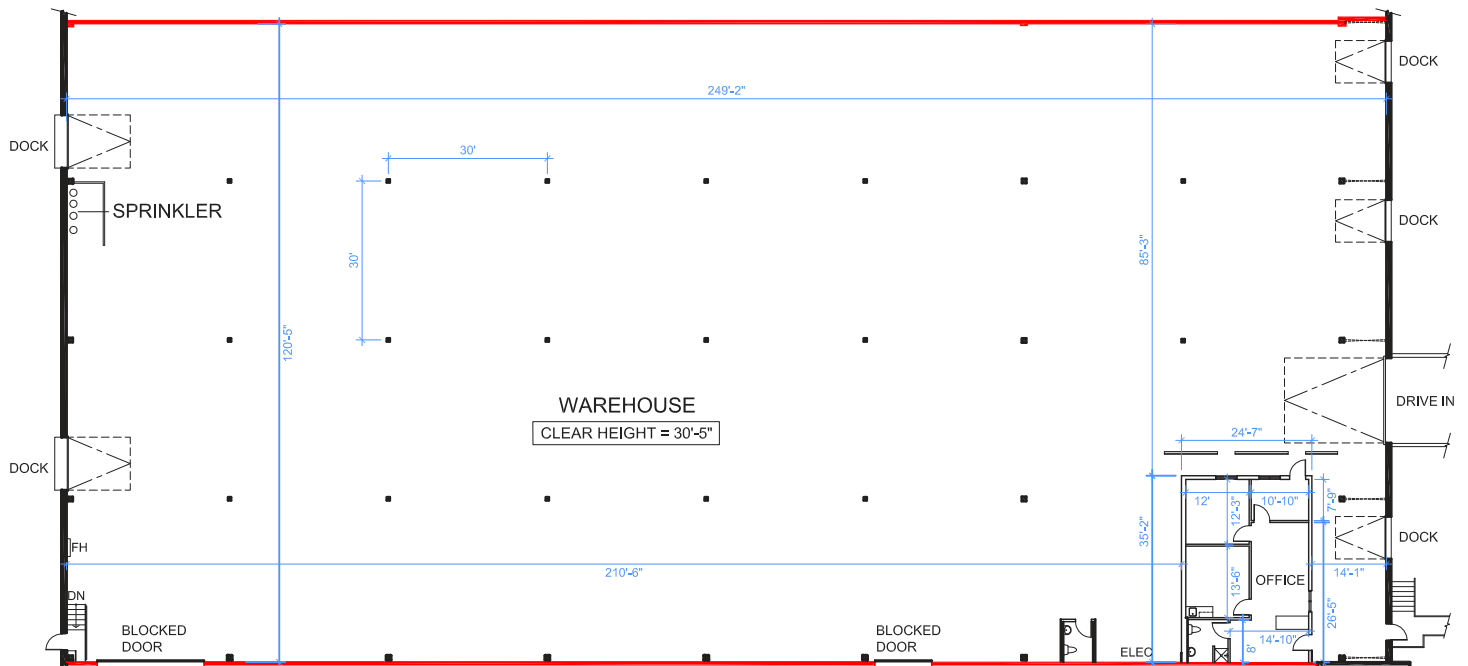 DOCK
249'-2"
DOCK
30'
SPRINKLER
DOCK
30'
85'-3"
120'-5"
WAREHOUSE
CLEAR HEIGHT = 30'-5"
DRIVE IN
24'-7"
DOCK
12'
10'-10"
7'-9"
12'-3"
35'-2"
DOCK
FH
210'-6"
14'-1"
OFFICE
13'-6"
DN
26'-5"
BLOCKED
DOOR
BLOCKED
DOOR
14'-10"
ELEC
8'